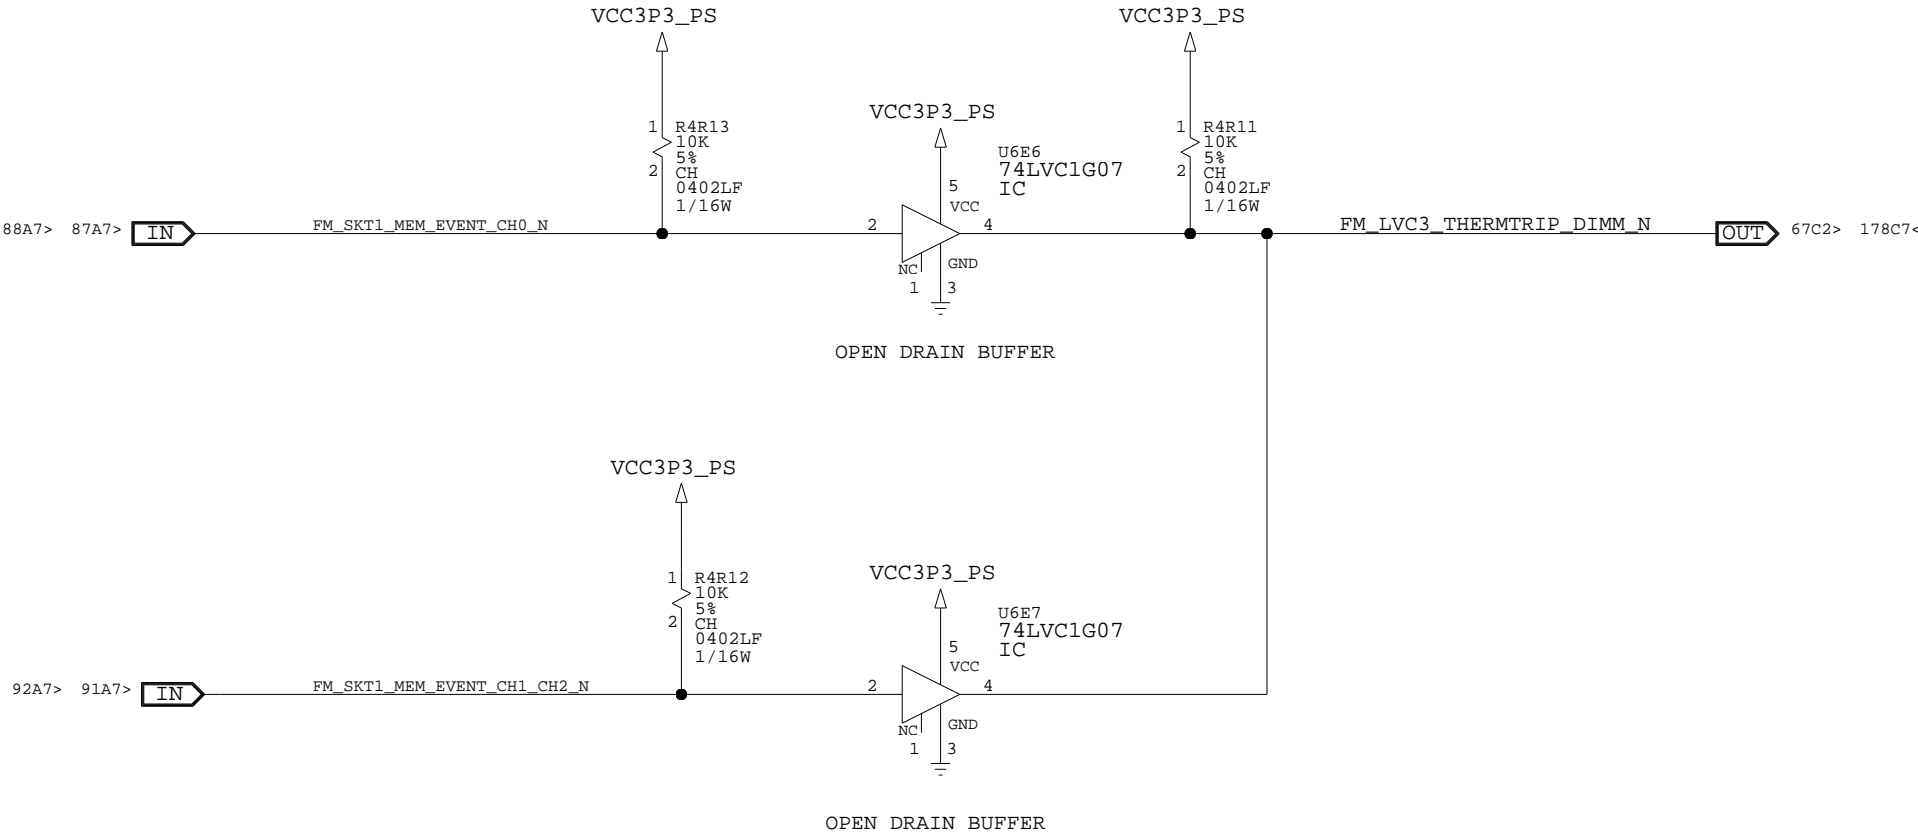 VCC3P3_PS
VCC3P3_PS
VCC3P3_PS
1 R4R13
10K
5%
2 CH
0402LF
1/16W
U6E6
74LVC1G07
IC
1 R4R11
10K
5%
2 CH
0402LF
1/16W
5
VCC
88A7> 87A7> IN FM_SKT1_MEM_EVENT_CH0_N 2 4 FM_LVC3_THERMTRIP_DIMM_N OUT 67C2> 178C7<
NC GND
1 3
OPEN DRAIN BUFFER
VCC3P3_PS
VCC3P3_PS
1 R4R12
10K
5%
2 CH
0402LF
1/16W
U6E7
74LVC1G07
IC
5
VCC
92A7> 91A7> IN FM_SKT1_MEM_EVENT_CH1_CH2_N 2 4
NC GND
1 3
OPEN DRAIN BUFFER